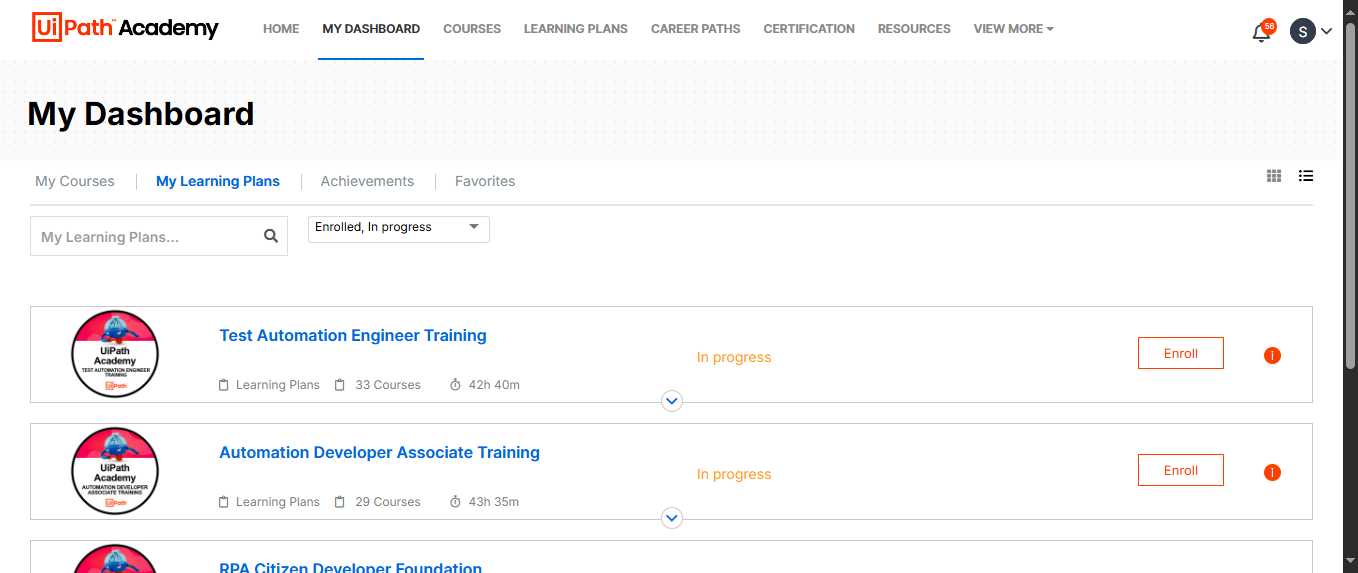 UiPath™ Academy
HOME MY DASHBOARD COURSES LEARNING PLANS CAREER PATHS CERTIFICATION RESOURCES VIEW MORE
56
S
My Dashboard
My Courses My Learning Plans Achievements Favorites
My Learning Plans...
Enrolled, In progress
UiPath
Academy
TEST AUTOMATION ENGINEER
TRAINING
UiPath
Test Automation Engineer Training
Learning Plans 33 Courses 42h 40m
In progress
Enroll
i
UiPath
Academy
AUTOMATION DEVELOPER
ASSOCIATE TRAINING
UiPath
Automation Developer Associate Training
Learning Plans 29 Courses 43h 35m
In progress
Enroll
i
RPA Citizen Developer Foundation